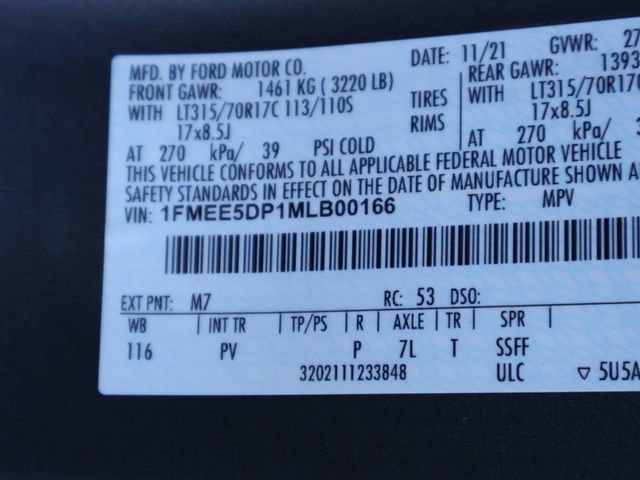 MFD. BY FORD MOTOR CO. DATE: 11/21 GVWR: 27
FRONT GAWR: 1461 KG ( 3220 LB) REAR GAWR: 1393
WITH LT315/70R17C 113/110S TIRES WITH LT315/70R17C
17x8.5J RIMS 17x8.5J
AT 270 kPa/ 39 PSI COLD AT 270 kPa/
THIS VEHICLE CONFORMS TO ALL APPLICABLE FEDERAL MOTOR VEHICLE
SAFETY STANDARDS IN EFFECT ON THE DATE OF MANUFACTURE SHOWN A
VIN: 1FMEE5DP1MLB00166 TYPE: MPV
EXT PNT: M7 RC: 53 DSO:
WB INT TR TP/PS R AXLE TR SPR
116 PV P 7L T SSFF
3202111233848 ULC ▽ 5U5A